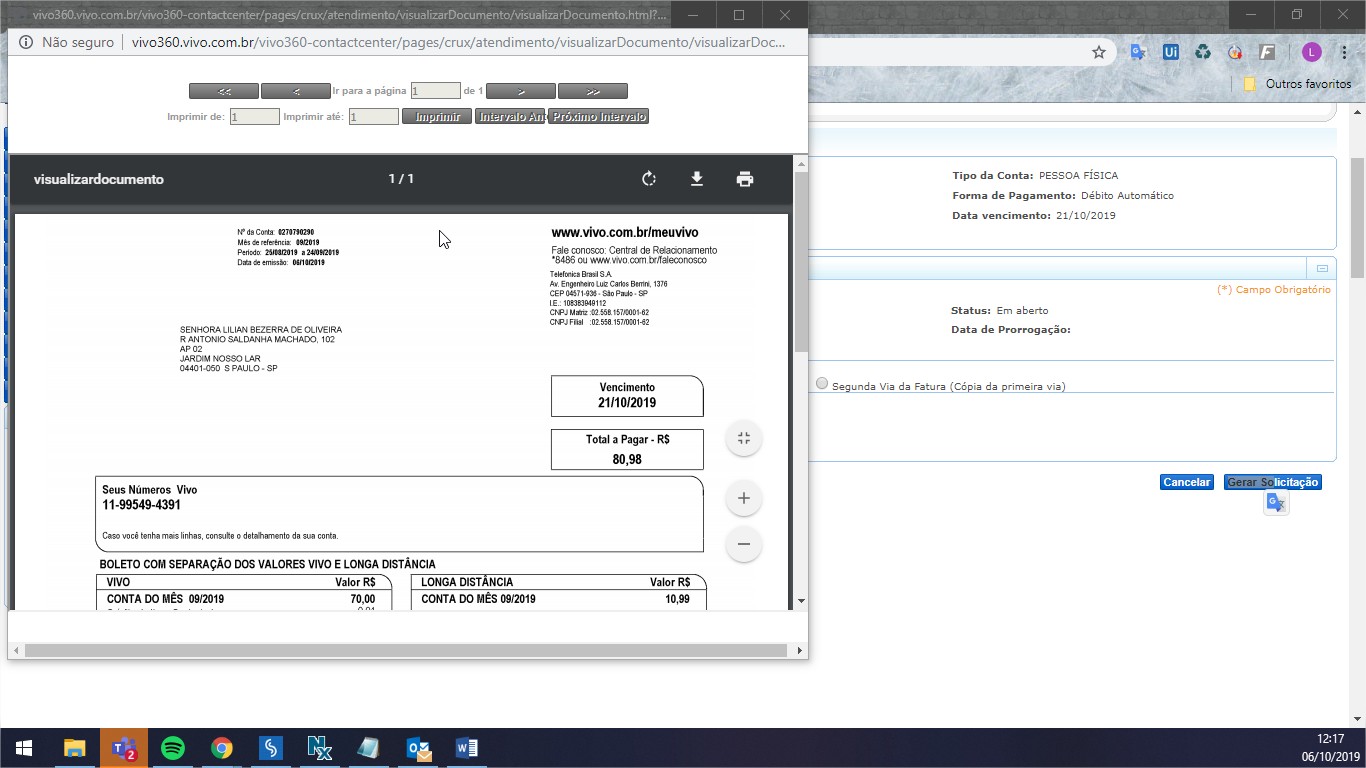 vivo360.vivo.com.br/vivo360-contactcenter/pages/crux/atendimento/visualizarDocumento/visualizarDocumento.html?...
Não seguro
vivo360.vivo.com.br/vivo360-contactcenter/pages/crux/atendimento/visualizarDocumento/visualizarDoc...
<< < Ir para a página 1 de 1 > >>
Imprimir de: 1 Imprimir até: 1 Imprimir Intervalo An Próximo Intervalo
visualizardocumento 1 / 1
Nº da Conta: 0270790290
Mês de referência: 09/2019
Período: 25/08/2019 a 24/09/2019
Data de emissão: 06/10/2019
www.vivo.com.br/meuvivo
Fale conosco: Central de Relacionamento
*8486 ou www.vivo.com.br/faleconosco
Telefonica Brasil S.A.
Av. Engenheiro Luiz Carlos Berrini, 1376
CEP 04571-936 - São Paulo - SP
I.E.: 108383949112
CNPJ Matriz :02.558.157/0001-62
CNPJ Filial :02.558.157/0001-62
SENHORA LILIAN BEZERRA DE OLIVEIRA
R ANTONIO SALDANHA MACHADO, 102
AP 02
JARDIM NOSSO LAR
04401-050 S PAULO - SP
Vencimento
21/10/2019
Total a Pagar - R$
80,98
Seus Números Vivo
11-99549-4391
Caso você tenha mais linhas, consulte o detalhamento da sua conta.
BOLETO COM SEPARAÇÃO DOS VALORES VIVO E LONGA DISTÂNCIA
VIVO Valor R$
CONTA DO MÊS 09/2019 70,00
LONGA DISTÂNCIA Valor R$
CONTA DO MÊS 09/2019 10,99
Ui
F
L
Outros favoritos
Tipo da Conta: PESSOA FÍSICA
Forma de Pagamento: Débito Automático
Data vencimento: 21/10/2019
(*) Campo Obrigatório
Status: Em aberto
Data de Prorrogação:
Segunda Via da Fatura (Cópia da primeira via)
Cancelar Gerar Solicitação
2
12:17
06/10/2019